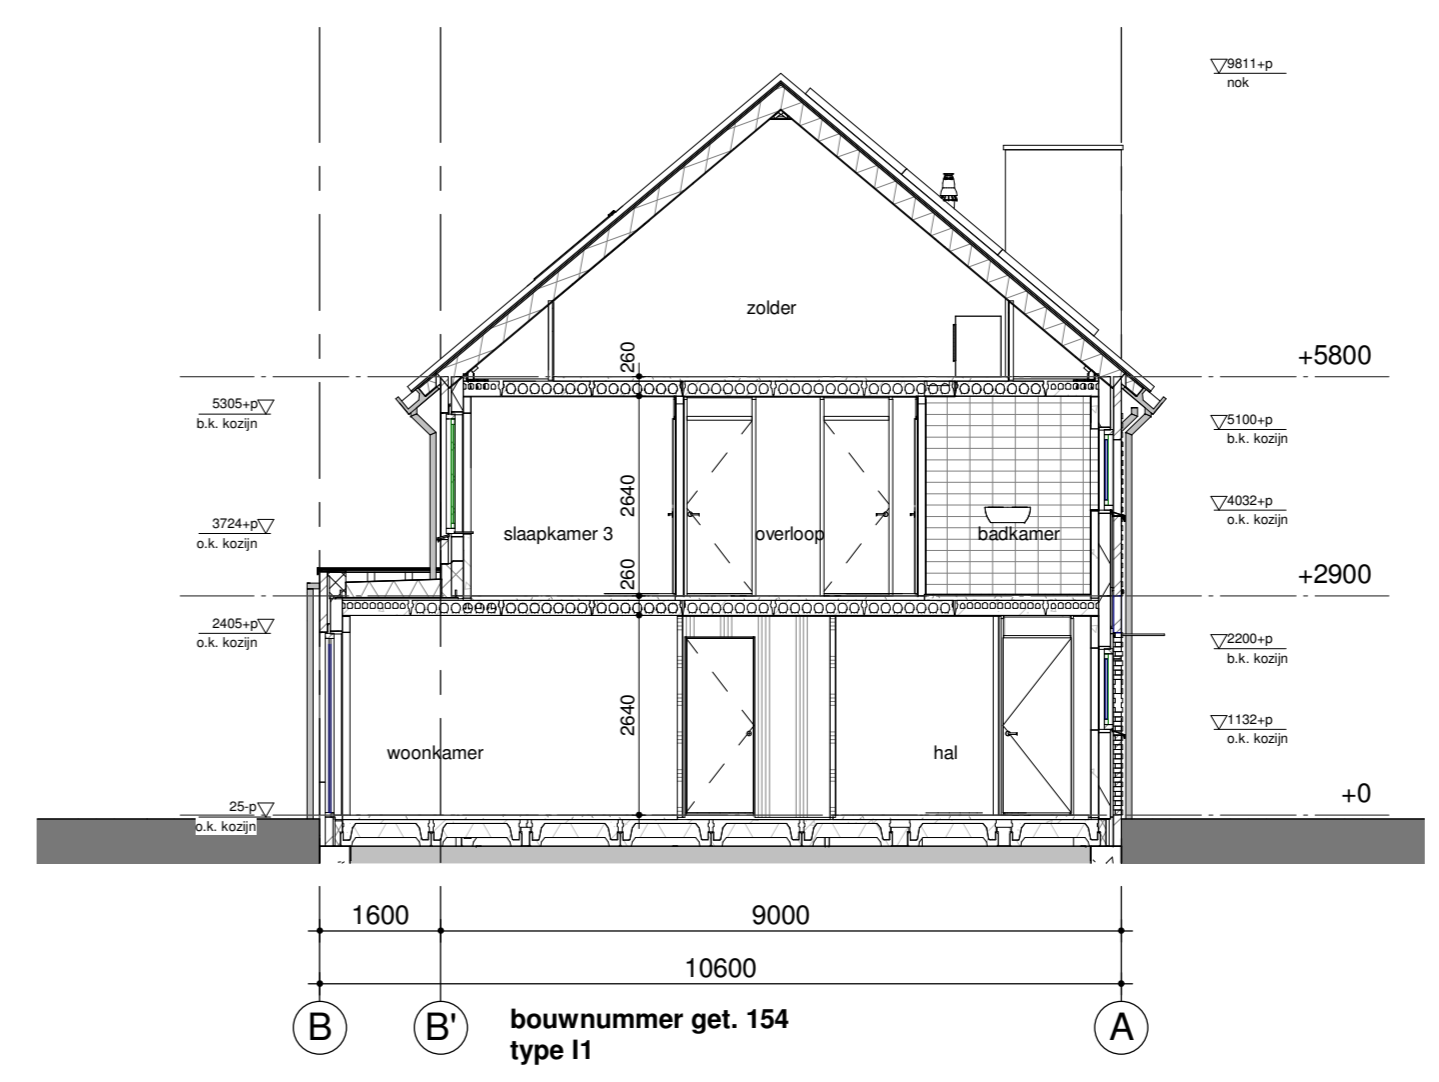 9811+p
nok
zolder
260
+5800
5305+p
b.k. kozijn
5100+p
b.k. kozijn
2640
4032+p
o.k. kozijn
3724+p
o.k. kozijn
slaapkamer 3
overloop
badkamer
260
+2900
2405+p
o.k. kozijn
2200+p
b.k. kozijn
2640
1132+p
o.k. kozijn
woonkamer
hal
+0
25-p
o.k. kozijn
1600
9000
10600
B
B'
A
bouwnummer get. 154
type I1